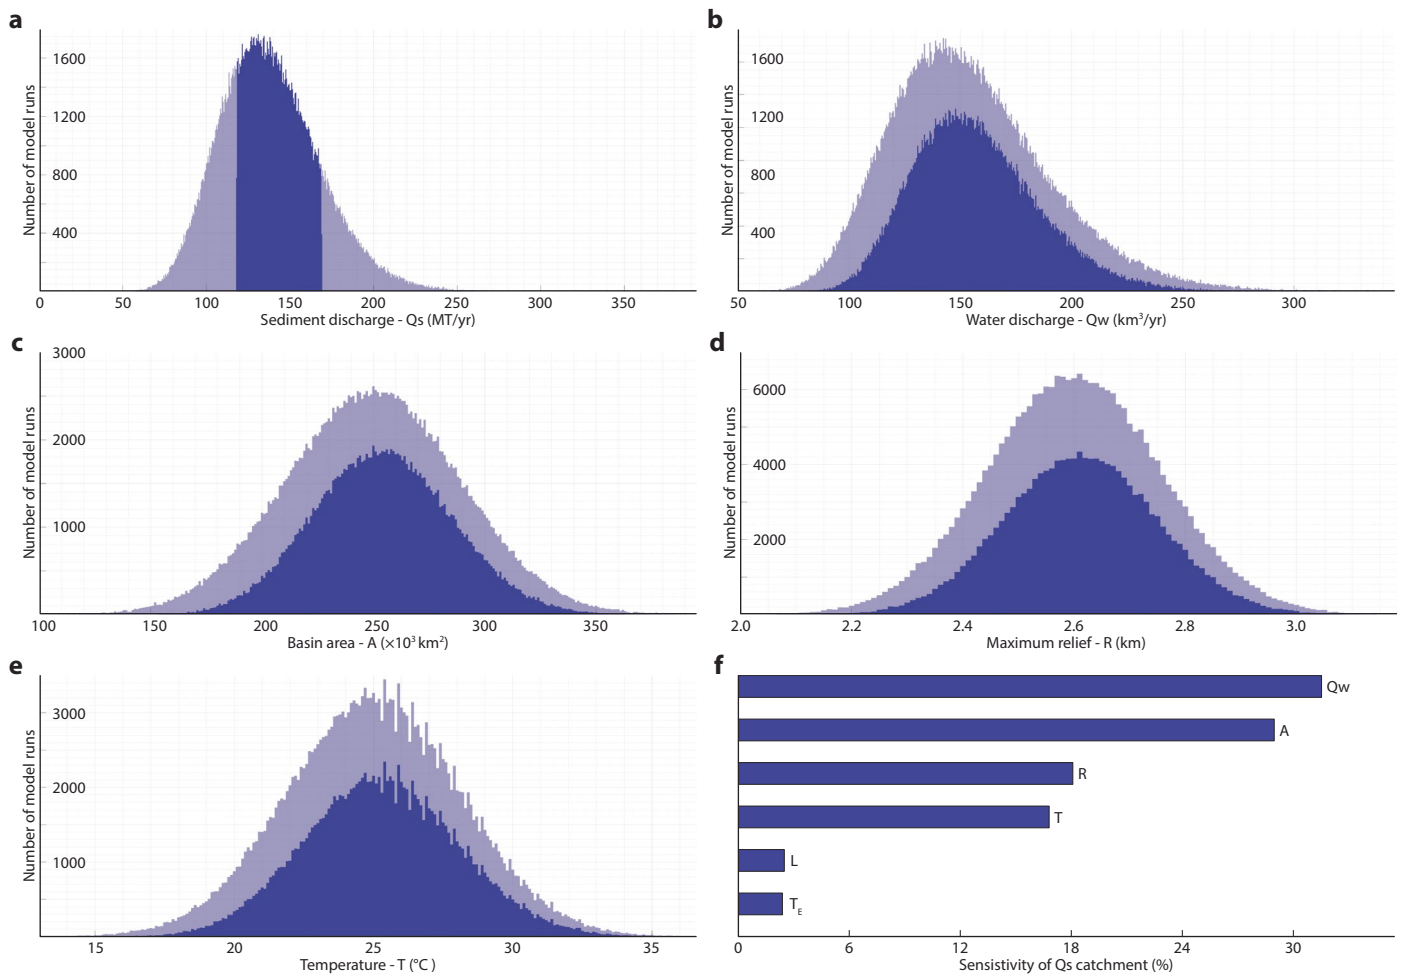 a
Number of model runs
1600
1200
800
400
0 50 100 150 200 250 300 350
Sediment discharge - Qs (MT/yr)
b
Number of model runs
1600
1200
800
400
50 100 150 200 250 300
Water discharge - Qw (km³/yr)
c
Number of model runs
3000
2000
1000
100 150 200 250 300 350
Basin area - A (×10³ km²)
d
Number of model runs
6000
4000
2000
2.0 2.2 2.4 2.6 2.8 3.0
Maximum relief - R (km)
e
Number of model runs
3000
2000
1000
15 20 25 30 35
Temperature - T (°C )
f
Qw
A
R
T
L
T_E
0 6 12 18 24 30
Sensistivity of Qs catchment (%)